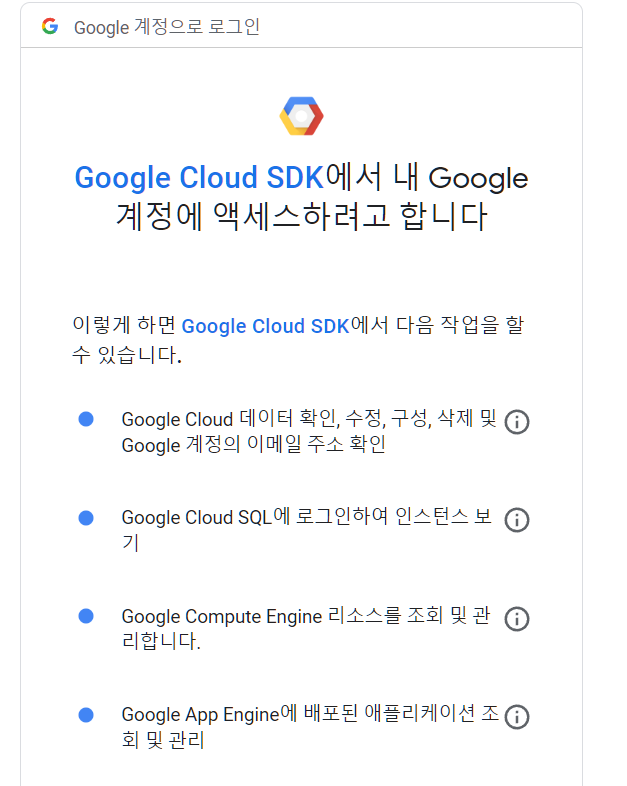 Google 계정으로 로그인
Google Cloud SDK에서 내 Google
계정에 액세스하려고 합니다
이렇게 하면 Google Cloud SDK에서 다음 작업을 할
수 있습니다.
Google Cloud 데이터 확인, 수정, 구성, 삭제 및
Google 계정의 이메일 주소 확인
Google Cloud SQL에 로그인하여 인스턴스 보
기
Google Compute Engine 리소스를 조회 및 관
리합니다.
Google App Engine에 배포된 애플리케이션 조
회 및 관리